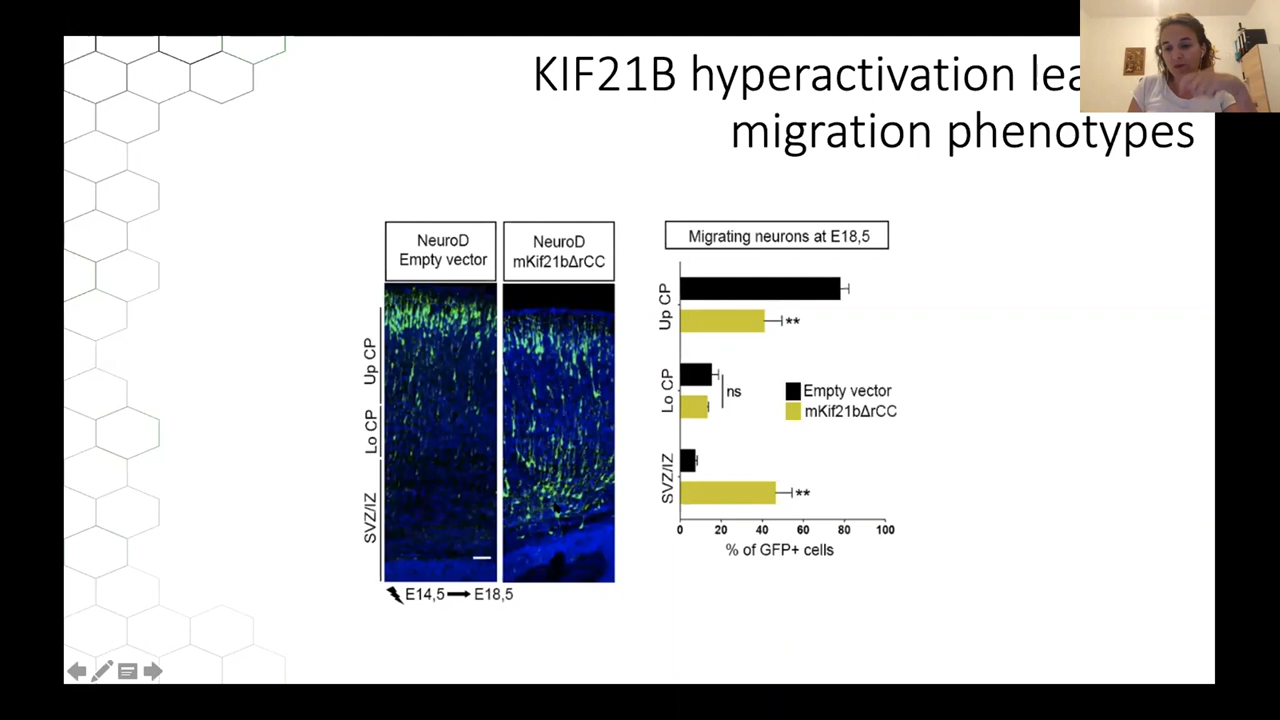 KIF21B hyperactivation
migration phenotypes
NeuroD
Empty vector
NeuroD
mKif21bΔrCC
Up CP
Lo CP
SVZ/IZ
E14,5 → E18,5
Migrating neurons at E18,5
Up CP
**
Lo CP
ns
SVZ/IZ
**
Empty vector
mKif21bΔrCC
0 20 40 60 80 100
% of GFP+ cells